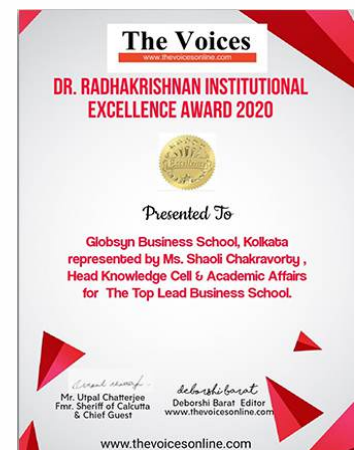 The Voices
www.thevoicesonline.com
DR. RADHAKRISHNAN INSTITUTIONAL
EXCELLENCE AWARD 2020
Excellence
Presented To
Globsyn Business School, Kolkata
represented by Ms. Shaoli Chakravorty ,
Head Knowledge Cell & Academic Affairs
for The Top Lead Business School.
deborshi barat
Mr. Utpal Chatterjee
Fmr. Sheriff of Calcutta
& Chief Guest
Deborshi Barat Editor
www.thevoicesonline.com
www.thevoicesonline.com